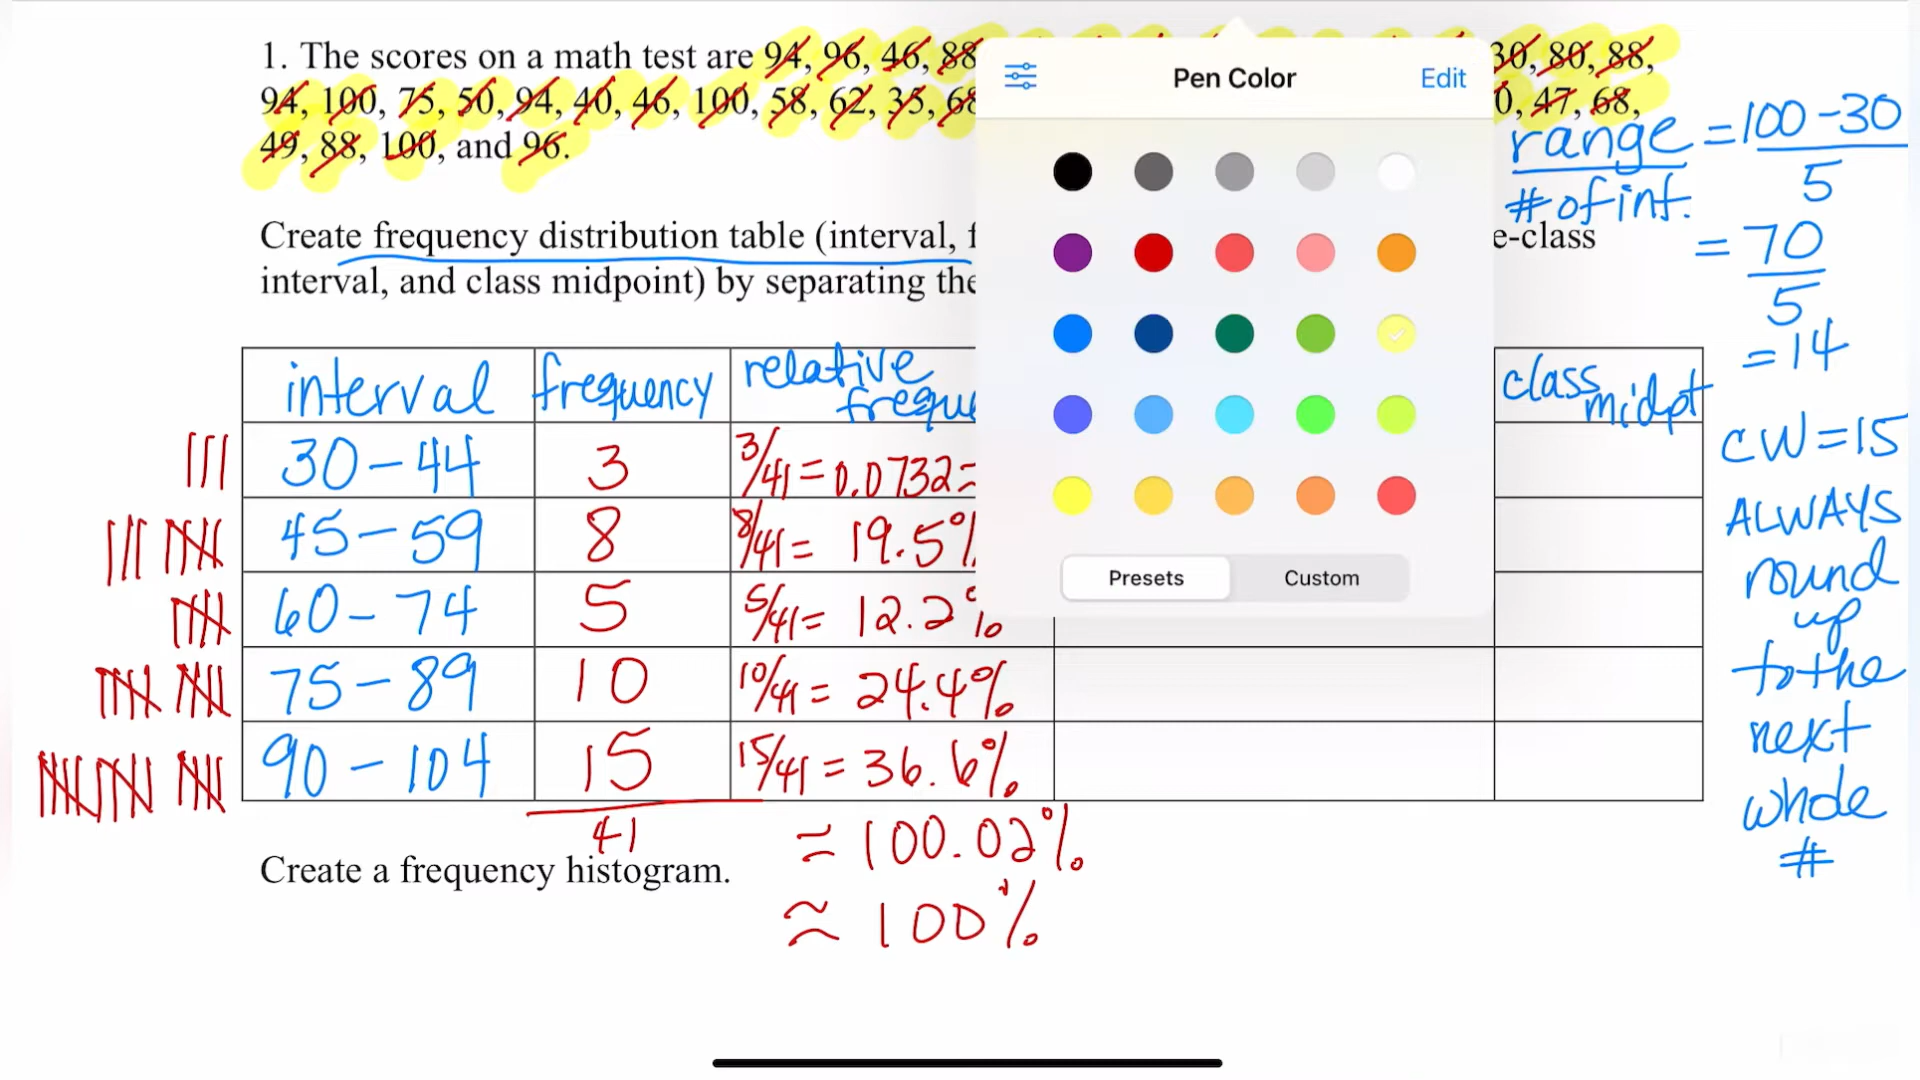 1. The scores on a math test are 94, 96, 46, 88 30, 80, 88,
94, 100, 75, 50, 94, 40, 46, 100, 58, 62, 35, 68 0, 47, 68,
49, 88, 100, and 96.
Create frequency distribution table (interval, f e-class
interval, and class midpoint) by separating the
Pen Color
Edit
Presets
Custom
range = 100-30
# of int. 5
= 70
5
= 14
CW=15
ALWAYS
round
up
to the
next
whole
#
interval frequency relative frequ class midpt
30-44 3 3/41 = 0.0732=
45-59 8 8/41= 19.5%
60-74 5 5/41= 12.2%
75-89 10 10/41= 24.4%
90-104 15 15/41= 36.6%
41 ≈ 100.02%
Create a frequency histogram.
≈ 100%